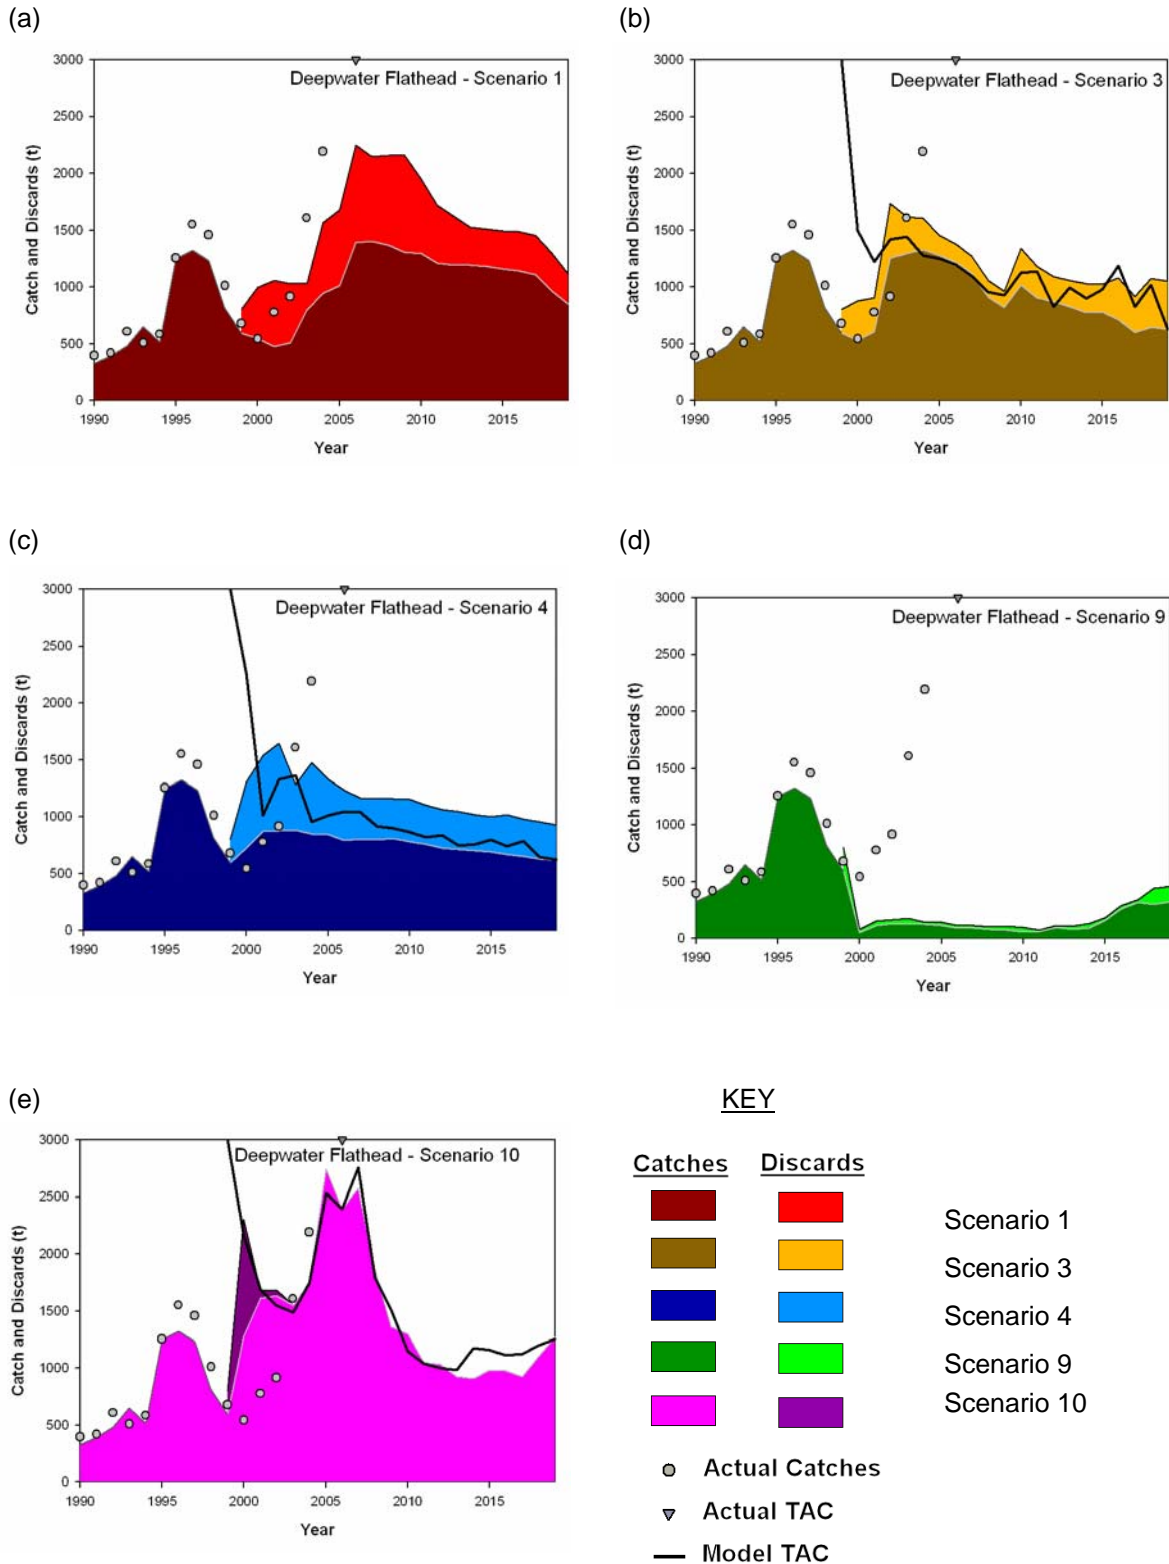 (a)
(b)
Deepwater Flathead - Scenario 1
3000
2500
2000
1500
1000
500
0
Catch and Discards (t)
1990
1995
2000
2005
2010
2015
Year
Deepwater Flathead - Scenario 3
3000
2500
2000
1500
1000
500
0
Catch and Discards (t)
1990
1995
2000
2005
2010
2015
Year
(c)
(d)
Deepwater Flathead - Scenario 4
3000
2500
2000
1500
1000
500
0
Catch and Discards (t)
1990
1995
2000
2005
2010
2015
Year
Deepwater Flathead - Scenario 9
3000
2500
2000
1500
1000
500
0
Catch and Discards (t)
1990
1995
2000
2005
2010
2015
Year
(e)
Deepwater Flathead - Scenario 10
3000
2500
2000
1500
1000
500
0
Catch and Discards (t)
1990
1995
2000
2005
2010
2015
Year
KEY
Catches Discards
Scenario 1
Scenario 3
Scenario 4
Scenario 9
Scenario 10
Actual Catches
Actual TAC
Model TAC